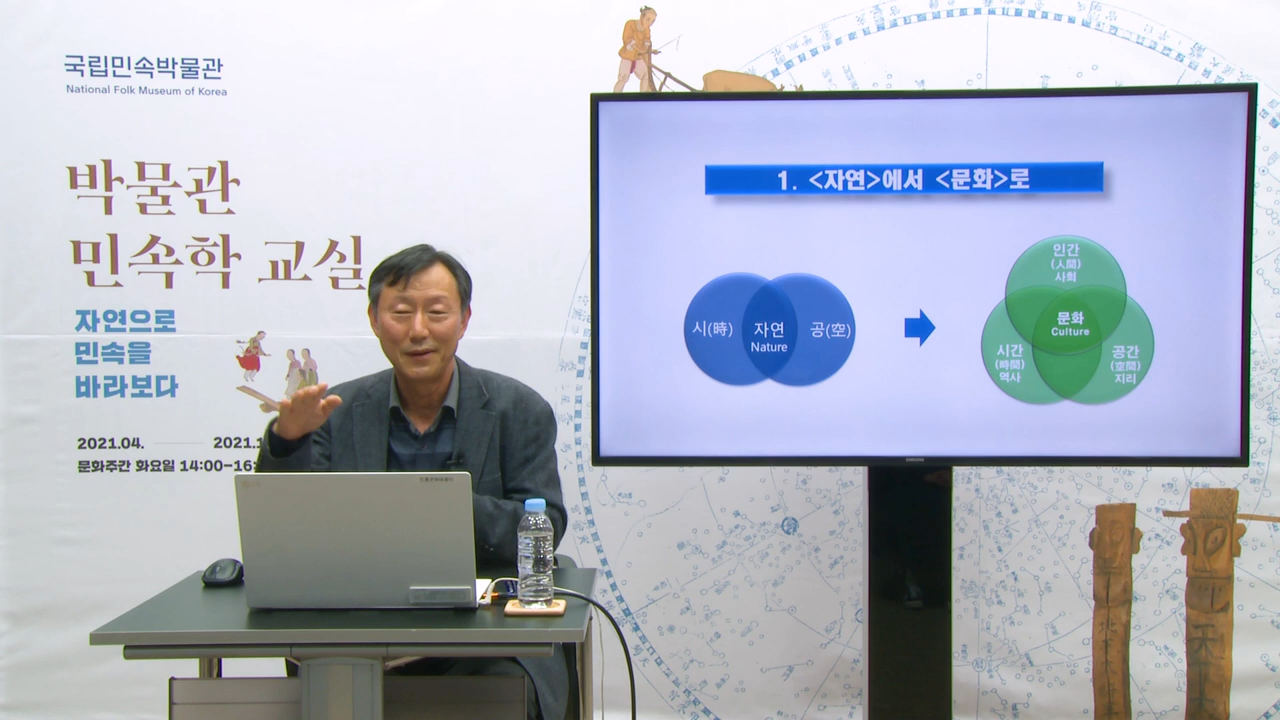 국립민속박물관
National Folk Museum of Korea
박물관
민속학 교실
자연으로
민속을
바라보다
2021.04.
2021.1
문화주간 화요일 14:00-16:
1. <자연>에서 <문화>로
시(時)
자연
Nature
공(空)
인간
(人間)
사회
문화
Culture
시간
(時間)
역사
공간
(空間)
지리
SAMSUNG